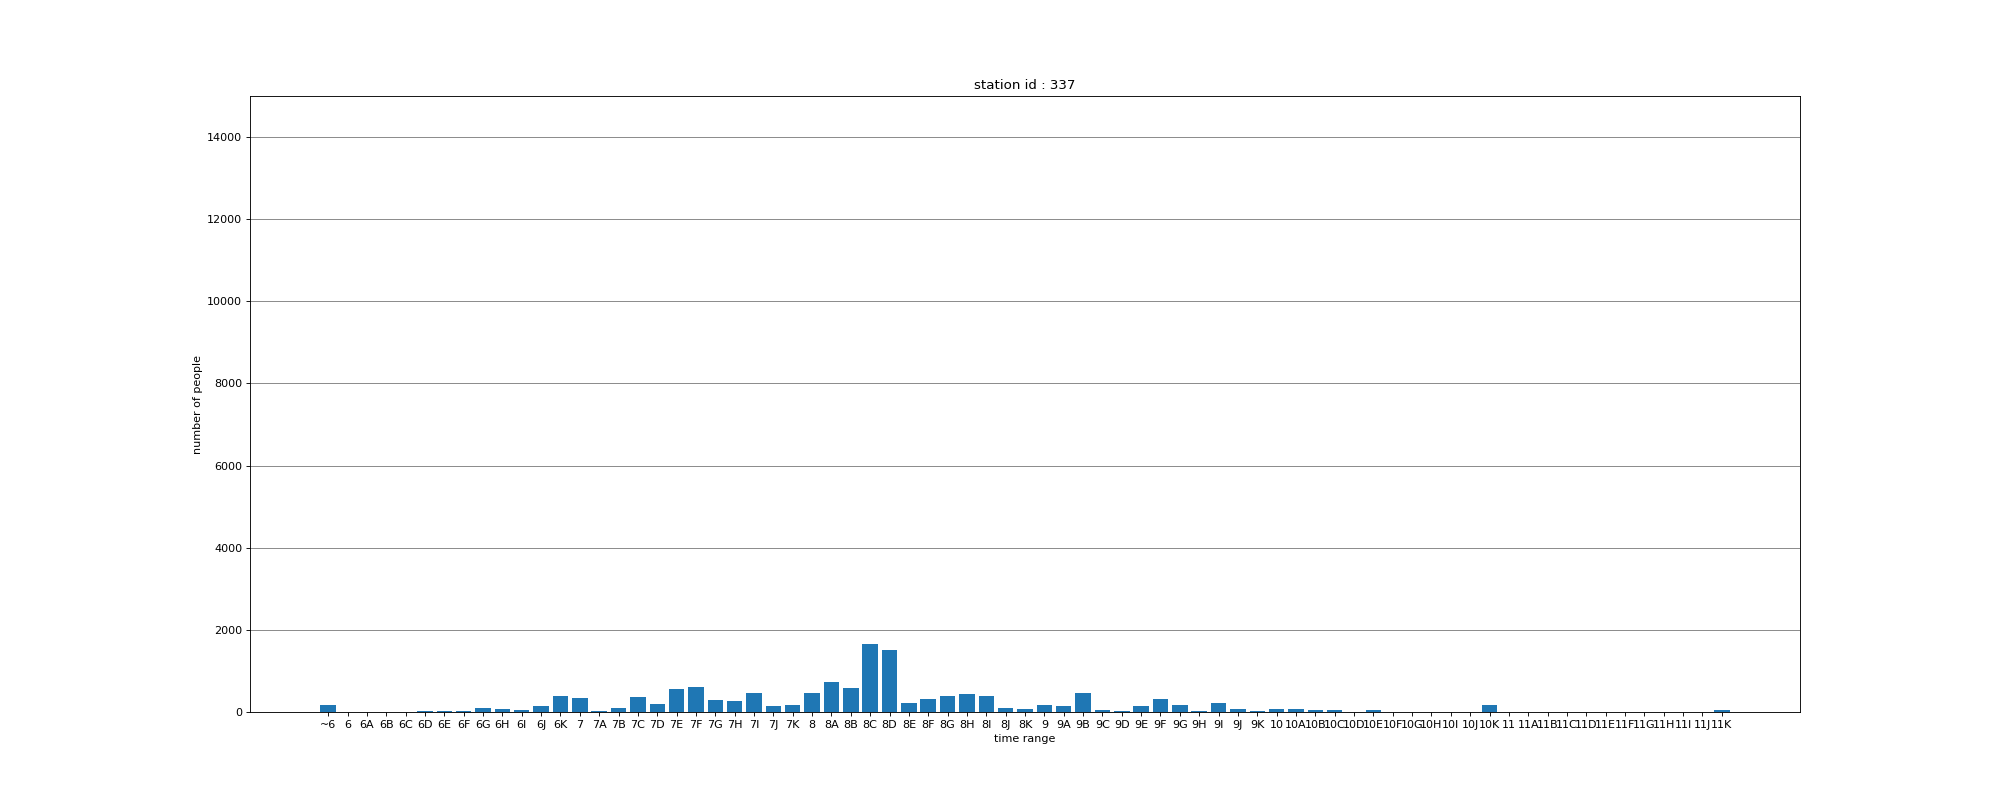 station id : 337
14000
12000
10000
8000
6000
4000
2000
0
number of people
~6 6 6A 6B 6C 6D 6E 6F 6G 6H 6I 6J 6K 7 7A 7B 7C 7D 7E 7F 7G 7H 7I 7J 7K 8 8A 8B 8C 8D 8E 8F 8G 8H 8I 8J 8K 9 9A 9B 9C 9D 9E 9F 9G 9H 9I 9J 9K 10 10A 10B 10C 10D 10E 10F 10G 10H 10I 10J 10K 11 11A 11B 11C 11D 11E 11F 11G 11H 11I 11J 11K
time range